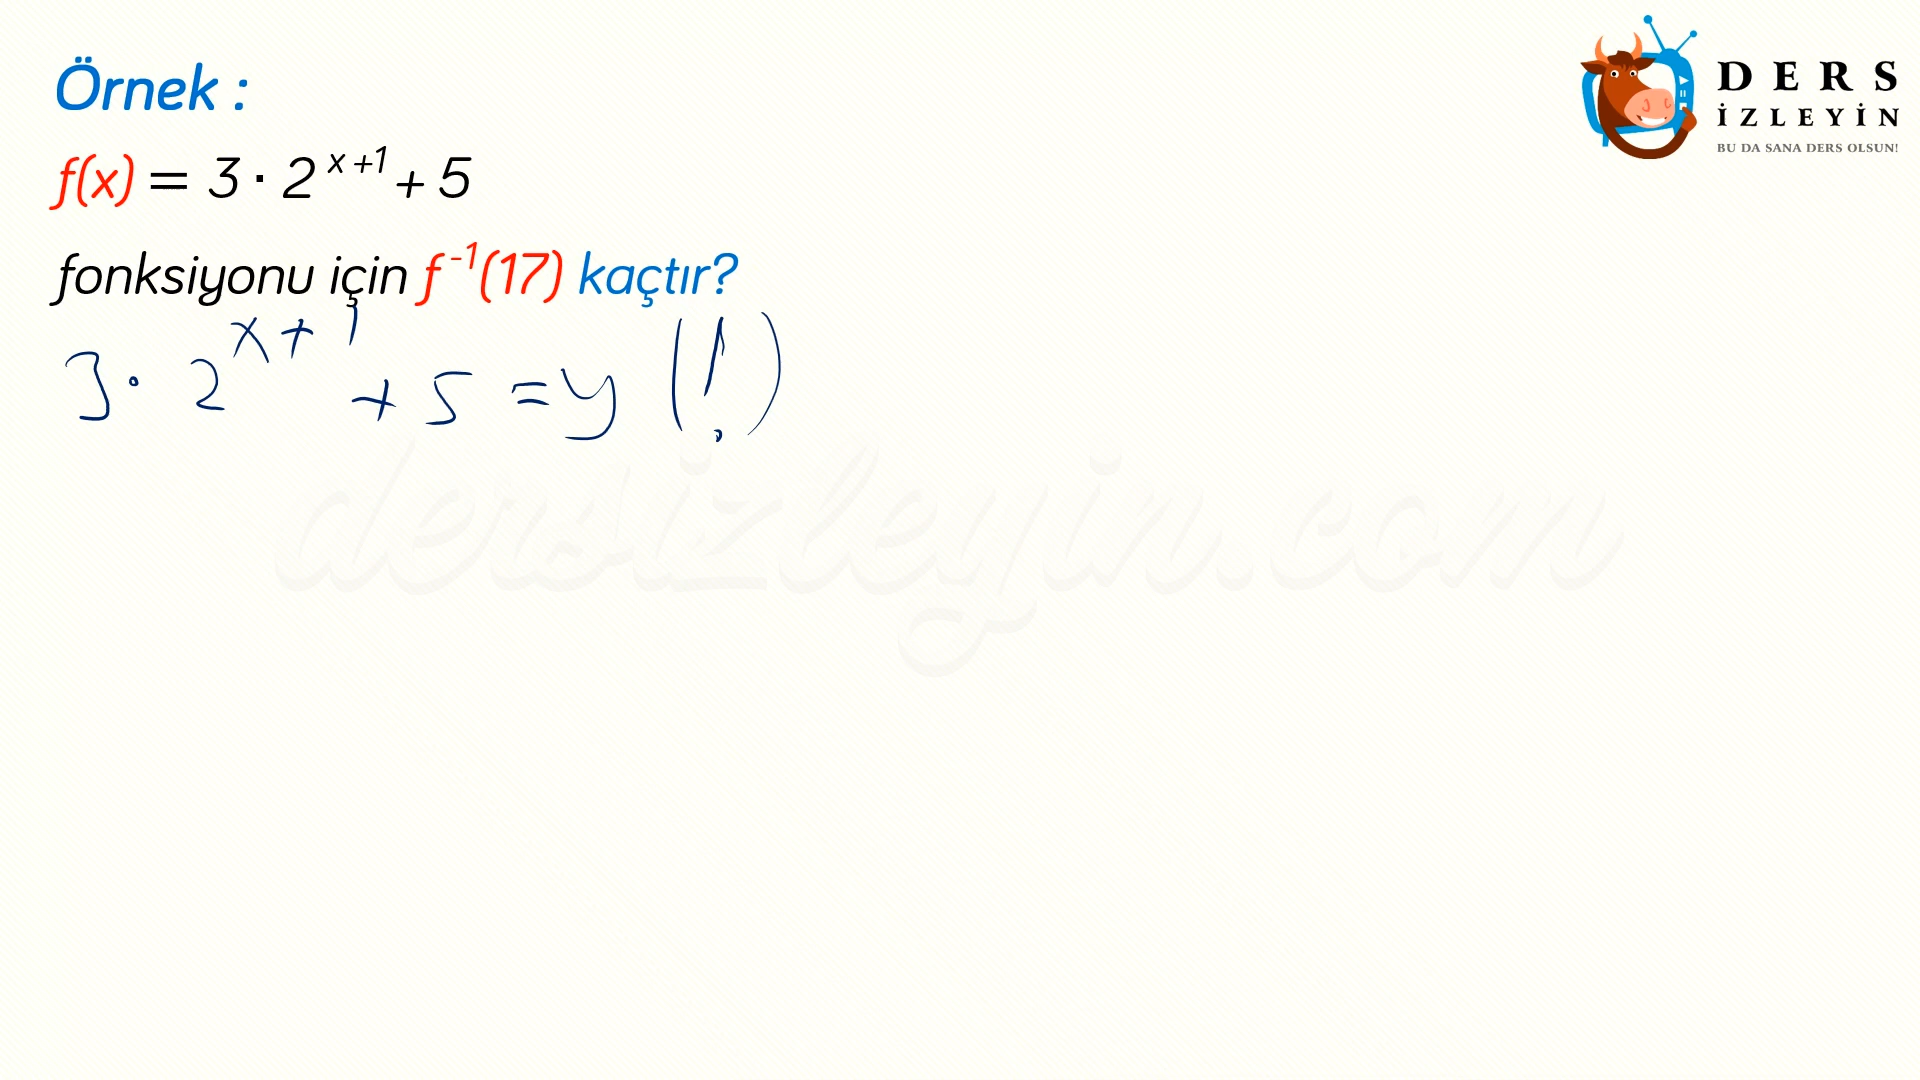 Örnek :
f(x) = 3 · 2^x+1 + 5
fonksiyonu için f^-1(17) kaçtır?
3 · 2^x+1 + 5 = y (!)
DERS
İZLEYİN
BU DA SANA DERS OLSUN!
dersizleyin.com